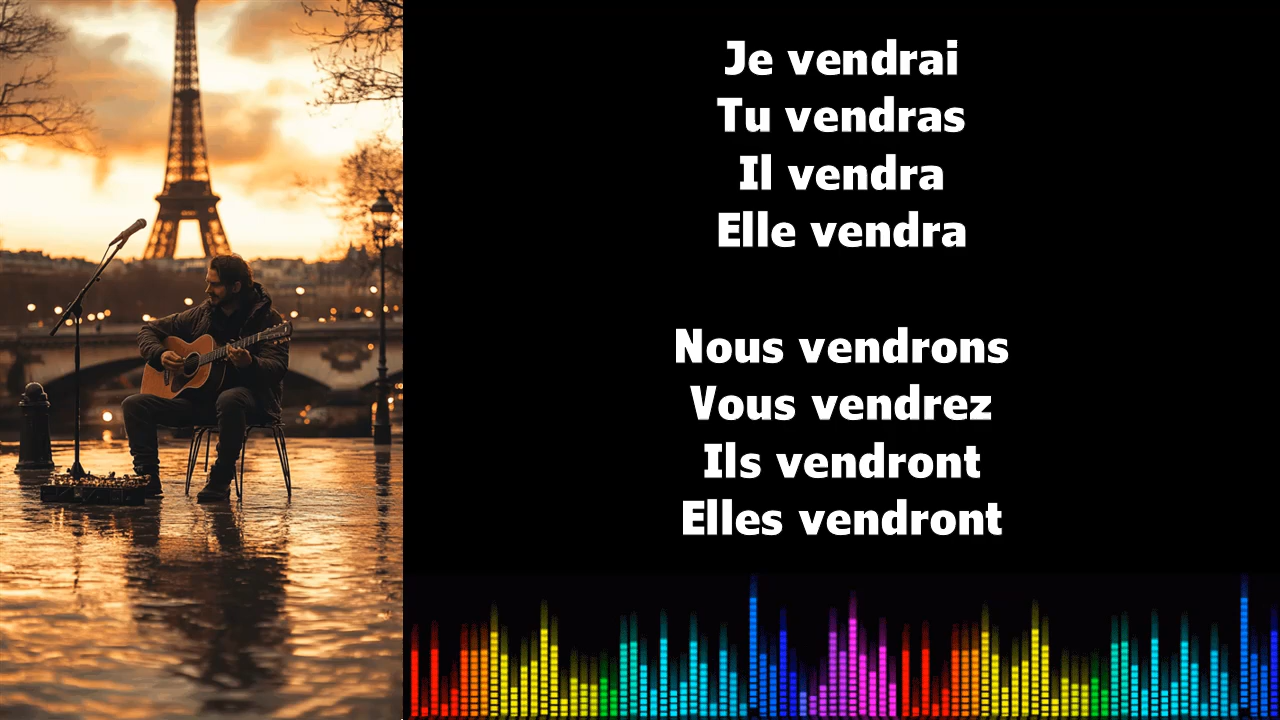 Je vendrai
Tu vendras
Il vendra
Elle vendra
Nous vendrons
Vous vendrez
Ils vendront
Elles vendront